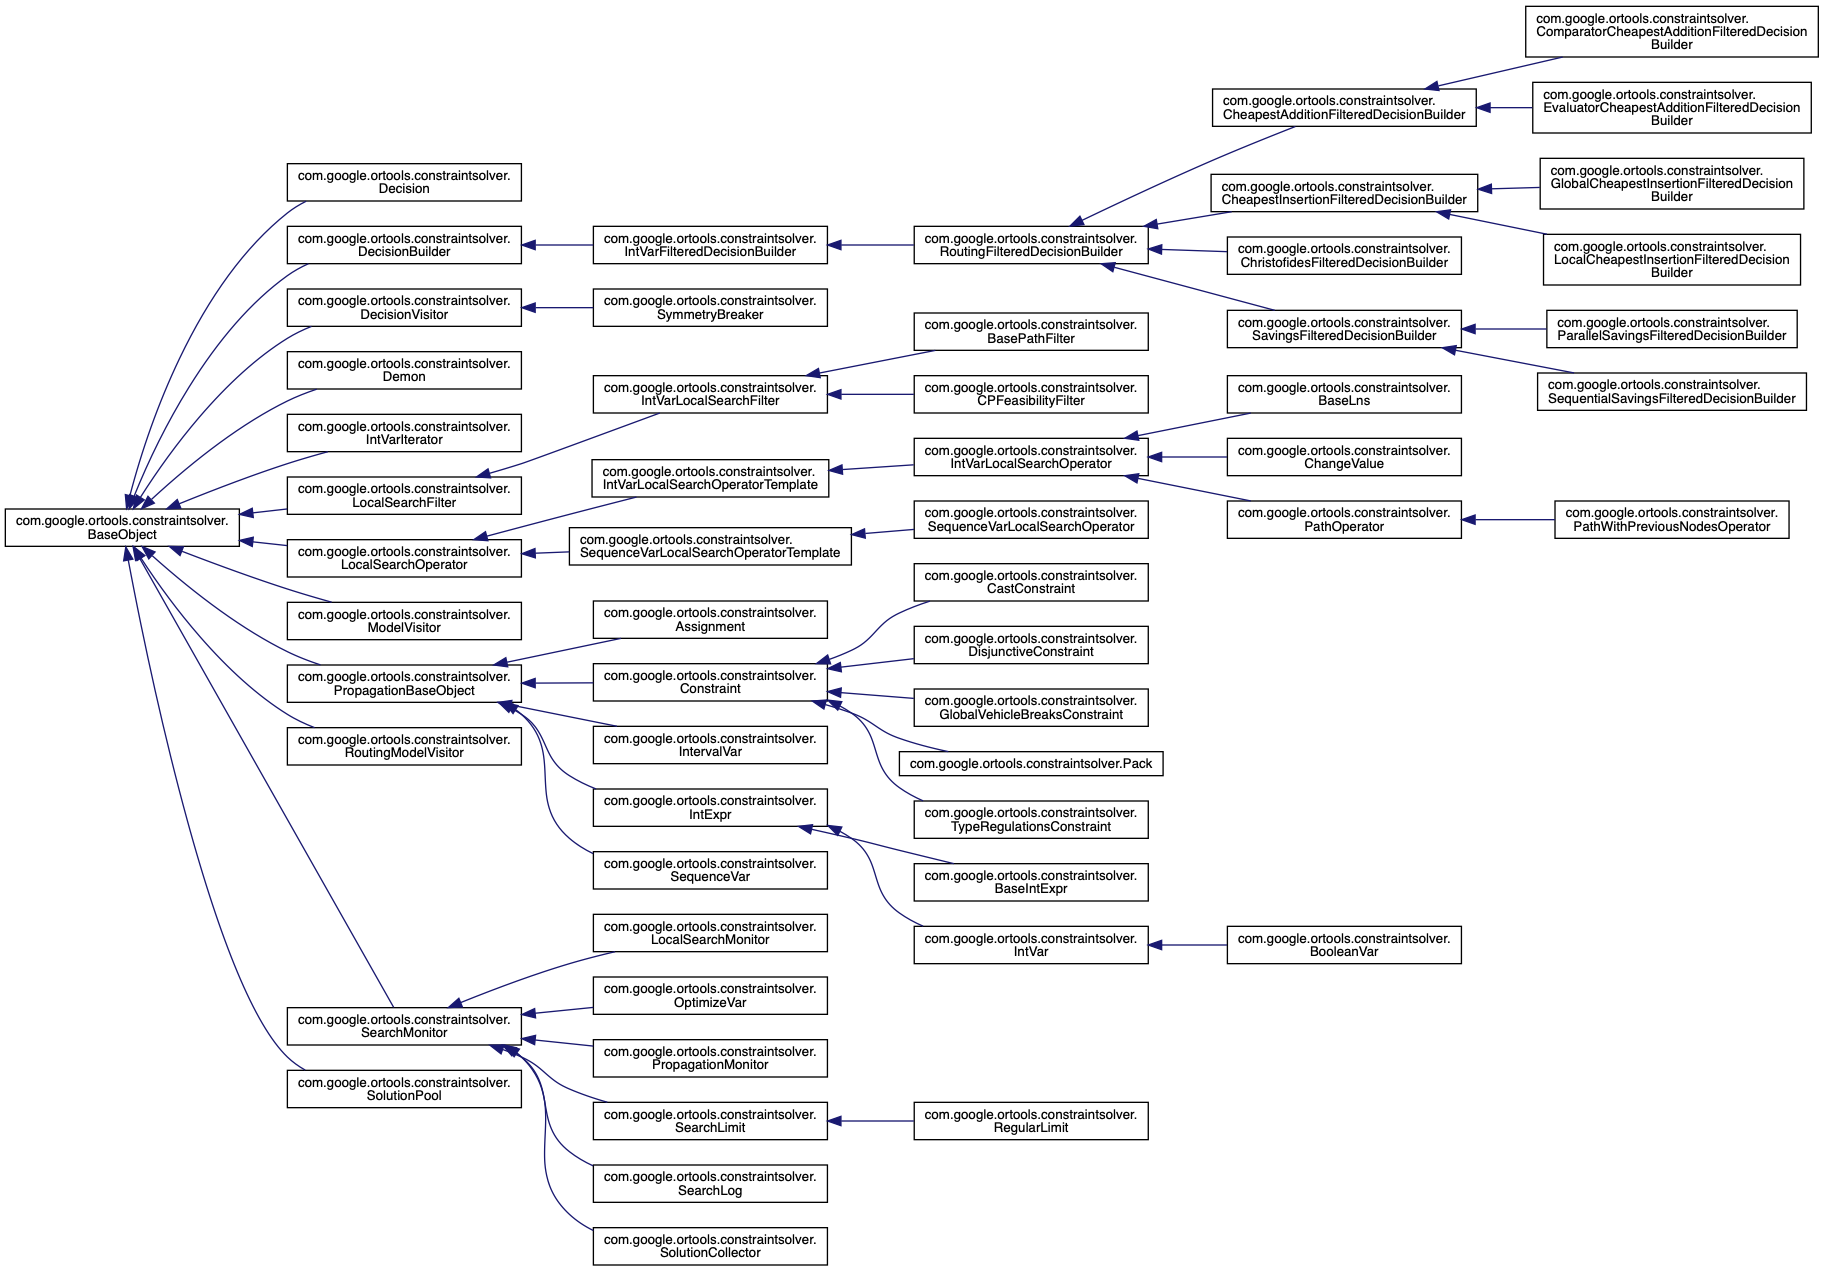 com.google.ortools.constraintsolver.
BaseObject
com.google.ortools.constraintsolver.
Decision
com.google.ortools.constraintsolver.
DecisionBuilder
com.google.ortools.constraintsolver.
DecisionVisitor
com.google.ortools.constraintsolver.
Demon
com.google.ortools.constraintsolver.
IntVarIterator
com.google.ortools.constraintsolver.
LocalSearchFilter
com.google.ortools.constraintsolver.
LocalSearchOperator
com.google.ortools.constraintsolver.
ModelVisitor
com.google.ortools.constraintsolver.
PropagationBaseObject
com.google.ortools.constraintsolver.
RoutingModelVisitor
com.google.ortools.constraintsolver.
SearchMonitor
com.google.ortools.constraintsolver.
SolutionPool
com.google.ortools.constraintsolver.
IntVarFilteredDecisionBuilder
com.google.ortools.constraintsolver.
SymmetryBreaker
com.google.ortools.constraintsolver.
IntVarLocalSearchFilter
com.google.ortools.constraintsolver.
IntVarLocalSearchOperatorTemplate
com.google.ortools.constraintsolver.
SequenceVarLocalSearchOperatorTemplate
com.google.ortools.constraintsolver.
Assignment
com.google.ortools.constraintsolver.
Constraint
com.google.ortools.constraintsolver.
IntervalVar
com.google.ortools.constraintsolver.
IntExpr
com.google.ortools.constraintsolver.
SequenceVar
com.google.ortools.constraintsolver.
LocalSearchMonitor
com.google.ortools.constraintsolver.
OptimizeVar
com.google.ortools.constraintsolver.
PropagationMonitor
com.google.ortools.constraintsolver.
SearchLimit
com.google.ortools.constraintsolver.
SearchLog
com.google.ortools.constraintsolver.
SolutionCollector
com.google.ortools.constraintsolver.
RoutingFilteredDecisionBuilder
com.google.ortools.constraintsolver.
BasePathFilter
com.google.ortools.constraintsolver.
CPFeasibilityFilter
com.google.ortools.constraintsolver.
IntVarLocalSearchOperator
com.google.ortools.constraintsolver.
SequenceVarLocalSearchOperator
com.google.ortools.constraintsolver.
CastConstraint
com.google.ortools.constraintsolver.
DisjunctiveConstraint
com.google.ortools.constraintsolver.
GlobalVehicleBreaksConstraint
com.google.ortools.constraintsolver.Pack
com.google.ortools.constraintsolver.
TypeRegulationsConstraint
com.google.ortools.constraintsolver.
BaseIntExpr
com.google.ortools.constraintsolver.
IntVar
com.google.ortools.constraintsolver.
RegularLimit
com.google.ortools.constraintsolver.
CheapestAdditionFilteredDecisionBuilder
com.google.ortools.constraintsolver.
CheapestInsertionFilteredDecisionBuilder
com.google.ortools.constraintsolver.
ChristofidesFilteredDecisionBuilder
com.google.ortools.constraintsolver.
SavingsFilteredDecisionBuilder
com.google.ortools.constraintsolver.
BaseLns
com.google.ortools.constraintsolver.
ChangeValue
com.google.ortools.constraintsolver.
PathOperator
com.google.ortools.constraintsolver.
BooleanVar
com.google.ortools.constraintsolver.
ComparatorCheapestAdditionFilteredDecision
Builder
com.google.ortools.constraintsolver.
EvaluatorCheapestAdditionFilteredDecision
Builder
com.google.ortools.constraintsolver.
GlobalCheapestInsertionFilteredDecision
Builder
com.google.ortools.constraintsolver.
LocalCheapestInsertionFilteredDecision
Builder
com.google.ortools.constraintsolver.
ParallelSavingsFilteredDecisionBuilder
com.google.ortools.constraintsolver.
SequentialSavingsFilteredDecisionBuilder
com.google.ortools.constraintsolver.
PathWithPreviousNodesOperator